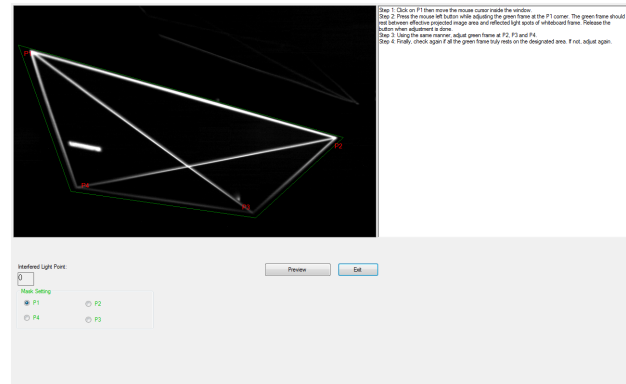 Step 1: Click on P1 then move the mouse cursor inside the window.
Step 2: Press the mouse left button while adjusting the green frame at the P1 corner. The green frame should
rest between effective projected image area and reflected light spots of whiteboard frame. Release the
button when adjustment is done .
Step 3: Using the same manner, adjust green frame at P2, P3 and P4.
Step 4: Finally, check again if all the green frame truly rests on the designated area. If not, adjust again.
P1
P2
P4
P3
Interfered Light Point:
0
Preview
Exit
Mask Setting
P1
P2
P4
P3